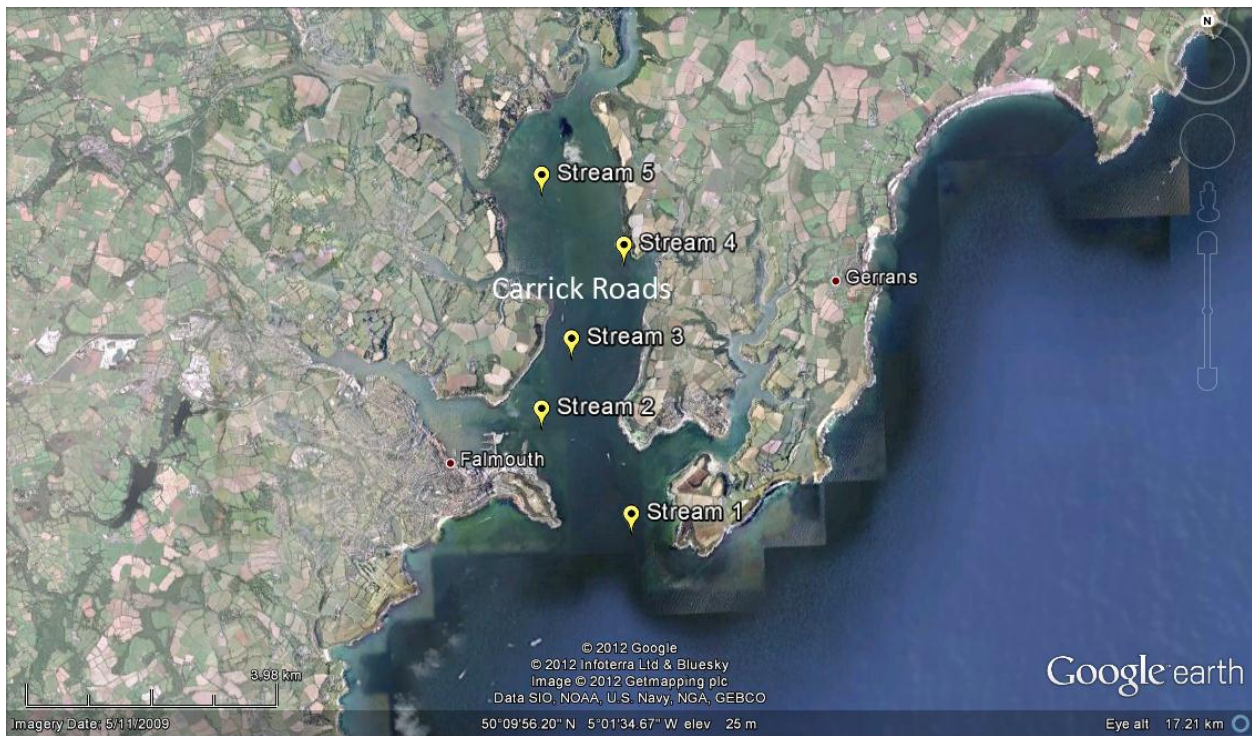 N
Stream 5
Stream 4
Gerrans
Carrick Roads
Stream 3
Stream 2
Falmouth
Stream 1
© 2012 Google
© 2012 Infoterra Ltd & Bluesky
Image © 2012 Getmapping plc
Data SIO, NOAA, U.S. Navy, NGA, GEBCO
Google earth
3.98 km
Imagery Date: 5/11/2009
50°09'56.20" N 5°01'34.67" W elev 25 m
Eye alt 17.21 km